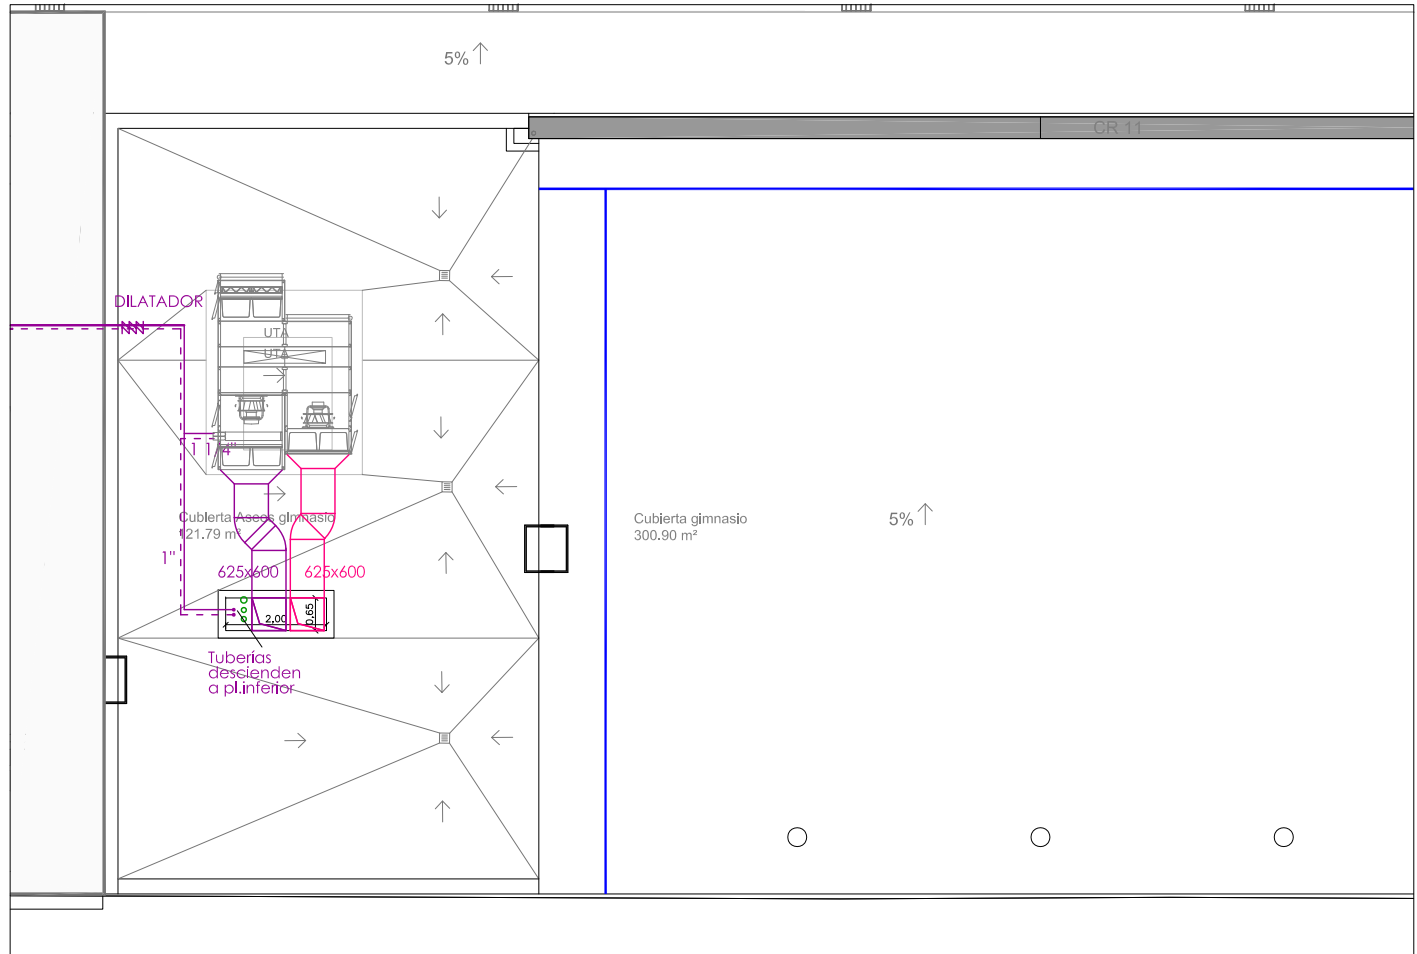 5%
CR 11
DILATADOR
UTA
UTA
1 1/4"
Cubierta Aseos gimnasio
121.79 m²
Cubierta gimnasio
300.90 m²
5%
1"
625x600
625x600
2,00
0,65
Tuberías
descienden
a pl.inferior